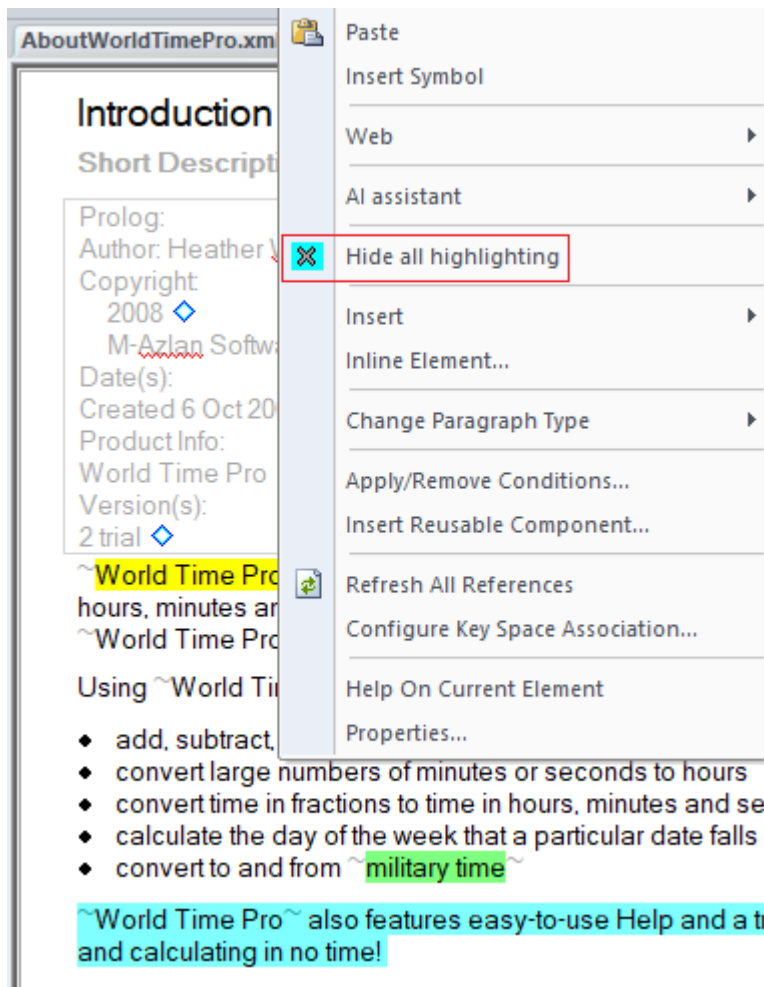 AboutWorldTimePro.xml
Introduction
Short Descripti
Prolog:
Author: Heather
Copyright:
2008
M-Azlan Softwa
Date(s):
Created 6 Oct 200
Product Info:
World Time Pro
Version(s):
2 trial
~World Time Pro
hours, minutes an
~World Time Pro
Using ~World Tim
add, subtract,
convert large numbers of minutes or seconds to hours
convert time in fractions to time in hours, minutes and se
calculate the day of the week that a particular date falls
convert to and from ~military time~
~World Time Pro~ also features easy-to-use Help and a tr
and calculating in no time!
Paste
Insert Symbol
Web
AI assistant
Hide all highlighting
Insert
Inline Element...
Change Paragraph Type
Apply/Remove Conditions...
Insert Reusable Component...
Refresh All References
Configure Key Space Association...
Help On Current Element
Properties...